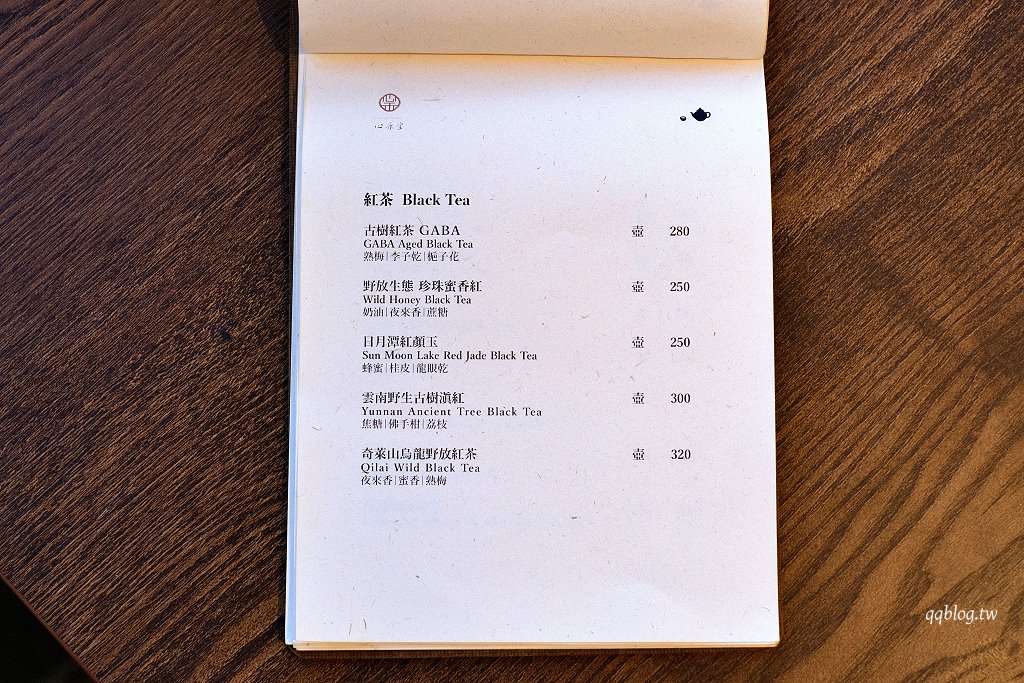 紅茶 Black Tea
古樹紅茶 GABA 壺 280
GABA Aged Black Tea
熟梅|李子乾|梔子花
野放生態 珍珠蜜香紅 壺 250
Wild Honey Black Tea
奶油|夜來香|蔗糖
日月潭紅顏玉 壺 250
Sun Moon Lake Red Jade Black Tea
蜂蜜|桂皮|龍眼乾
雲南野生古樹滇紅 壺 300
Yunnan Ancient Tree Black Tea
焦糖|佛手柑|荔枝
奇萊山烏龍野放紅茶 壺 320
Qilai Wild Black Tea
夜來香|蜜香|熟梅
qqblog.tw